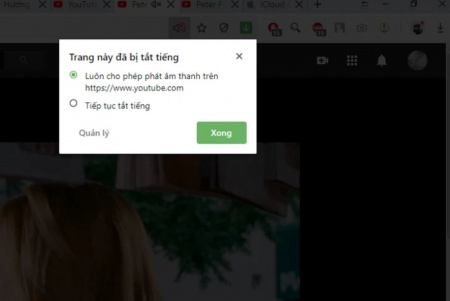 Hướng
YouTu
Pete
Peter
iCloud
Trang này đã bị tắt tiếng
Luôn cho phép phát âm thanh trên
https://www.youtube.com
Tiếp tục tắt tiếng
Quản lý
Xong